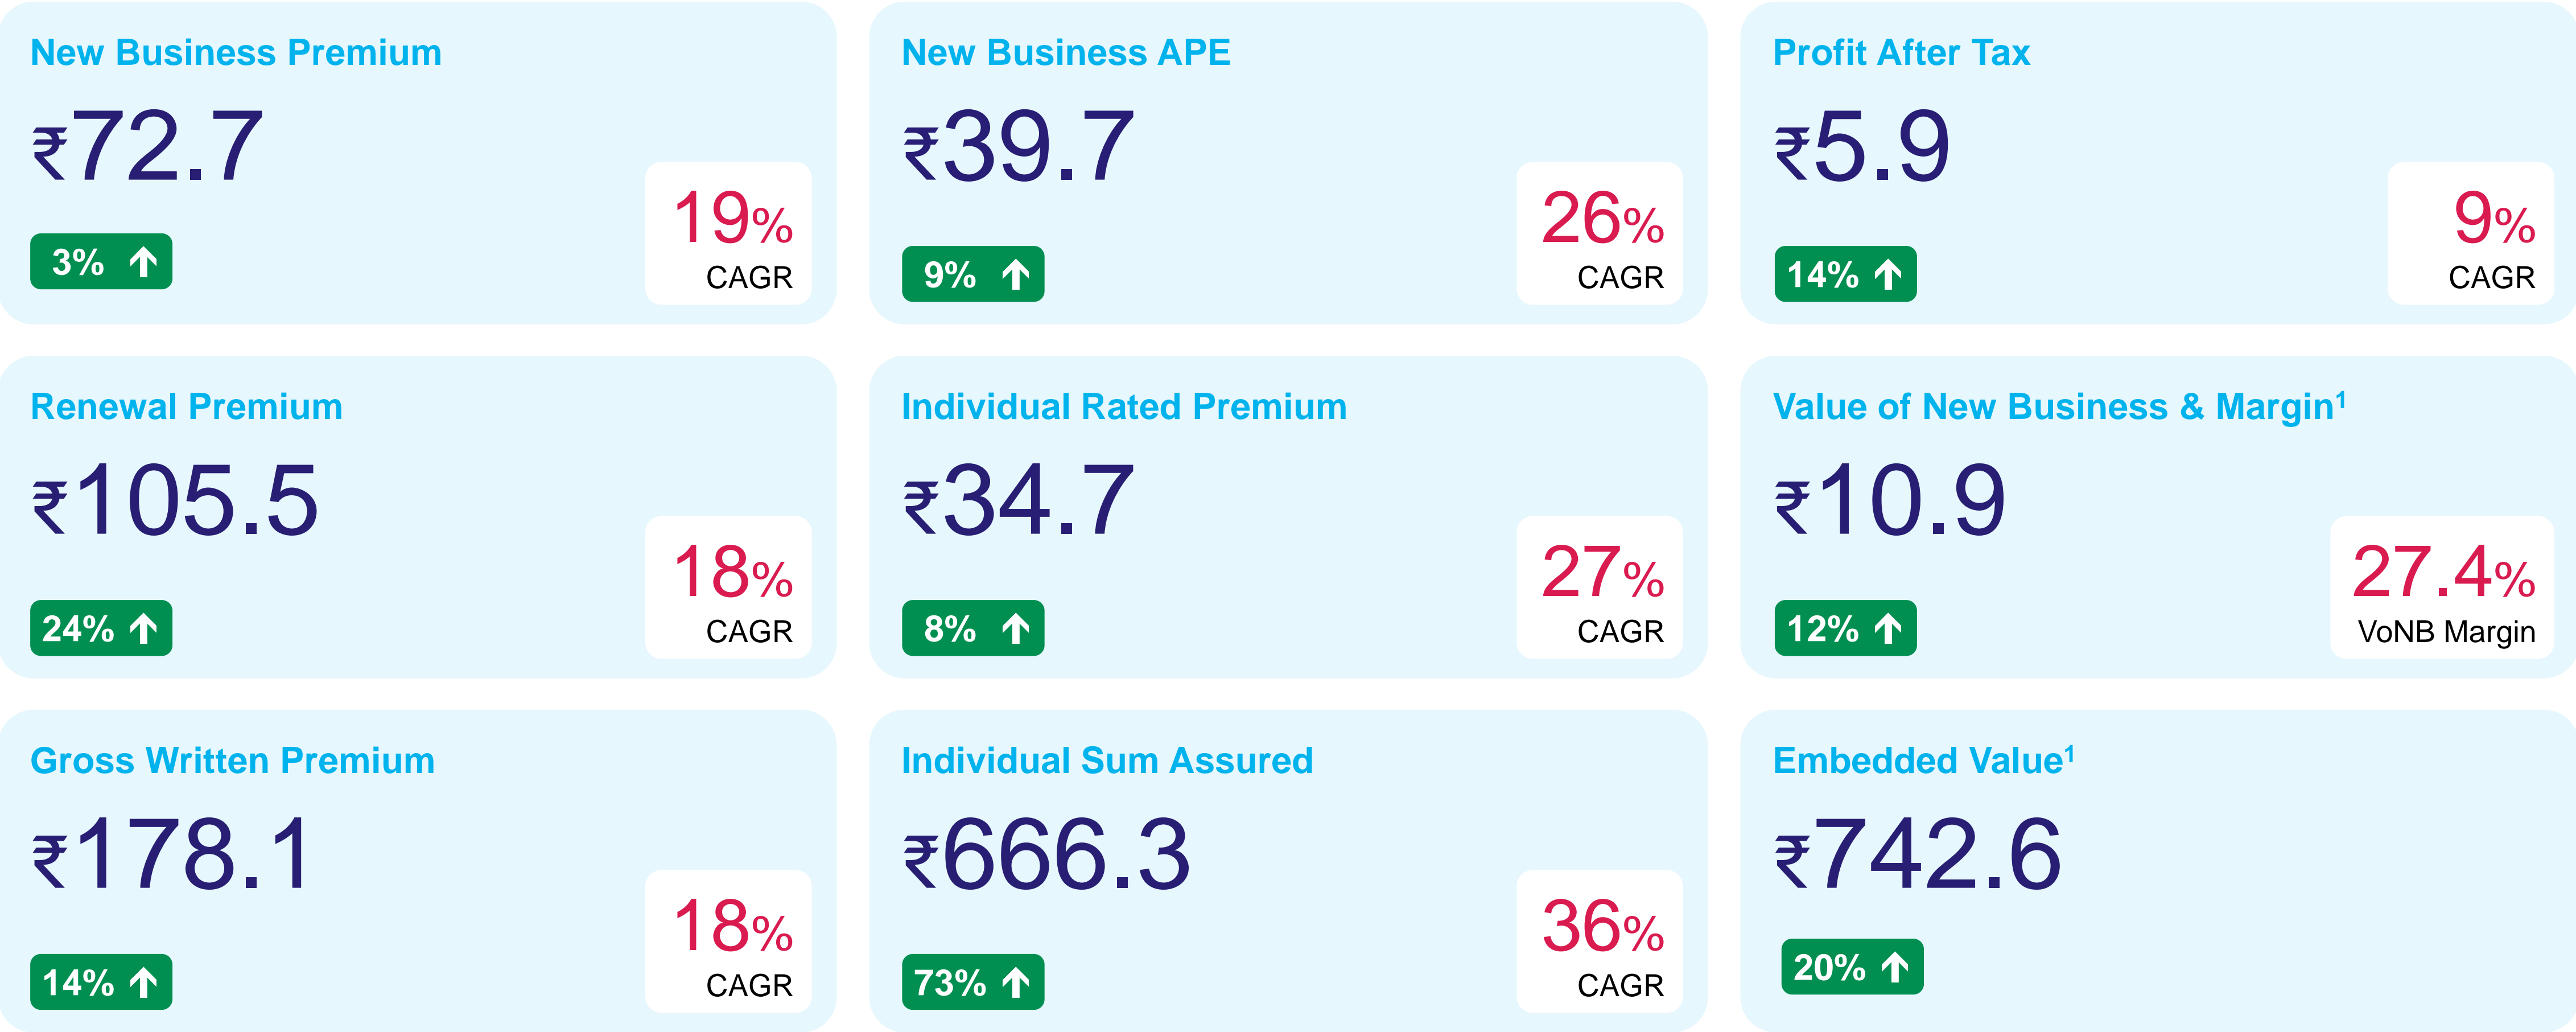 New Business Premium
₹72.7
3%
19%
CAGR
New Business APE
₹39.7
9%
26%
CAGR
Profit After Tax
₹5.9
14%
9%
CAGR
Renewal Premium
₹105.5
24%
18%
CAGR
Individual Rated Premium
₹34.7
8%
27%
CAGR
Value of New Business & Margin¹
₹10.9
12%
27.4%
VoNB Margin
Gross Written Premium
₹178.1
14%
18%
CAGR
Individual Sum Assured
₹666.3
73%
36%
CAGR
Embedded Value¹
₹742.6
20%